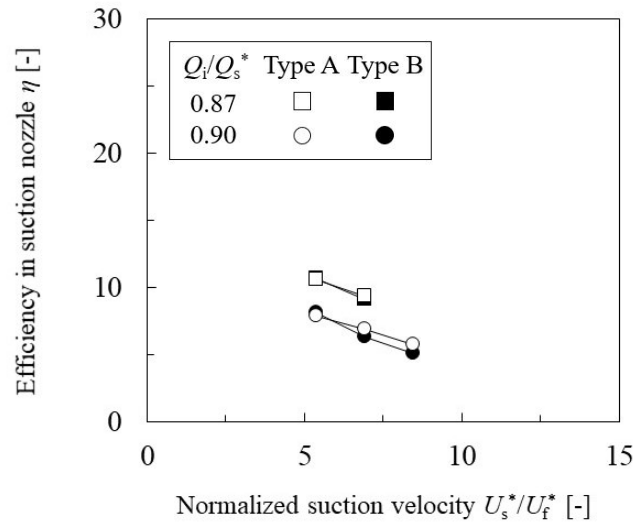 30
20
10
0
Efficiency in suction nozzle η [-]
Qi/Qs* Type A Type B
0.87
0.90
0 5 10 15
Normalized suction velocity Us*/Uf* [-]